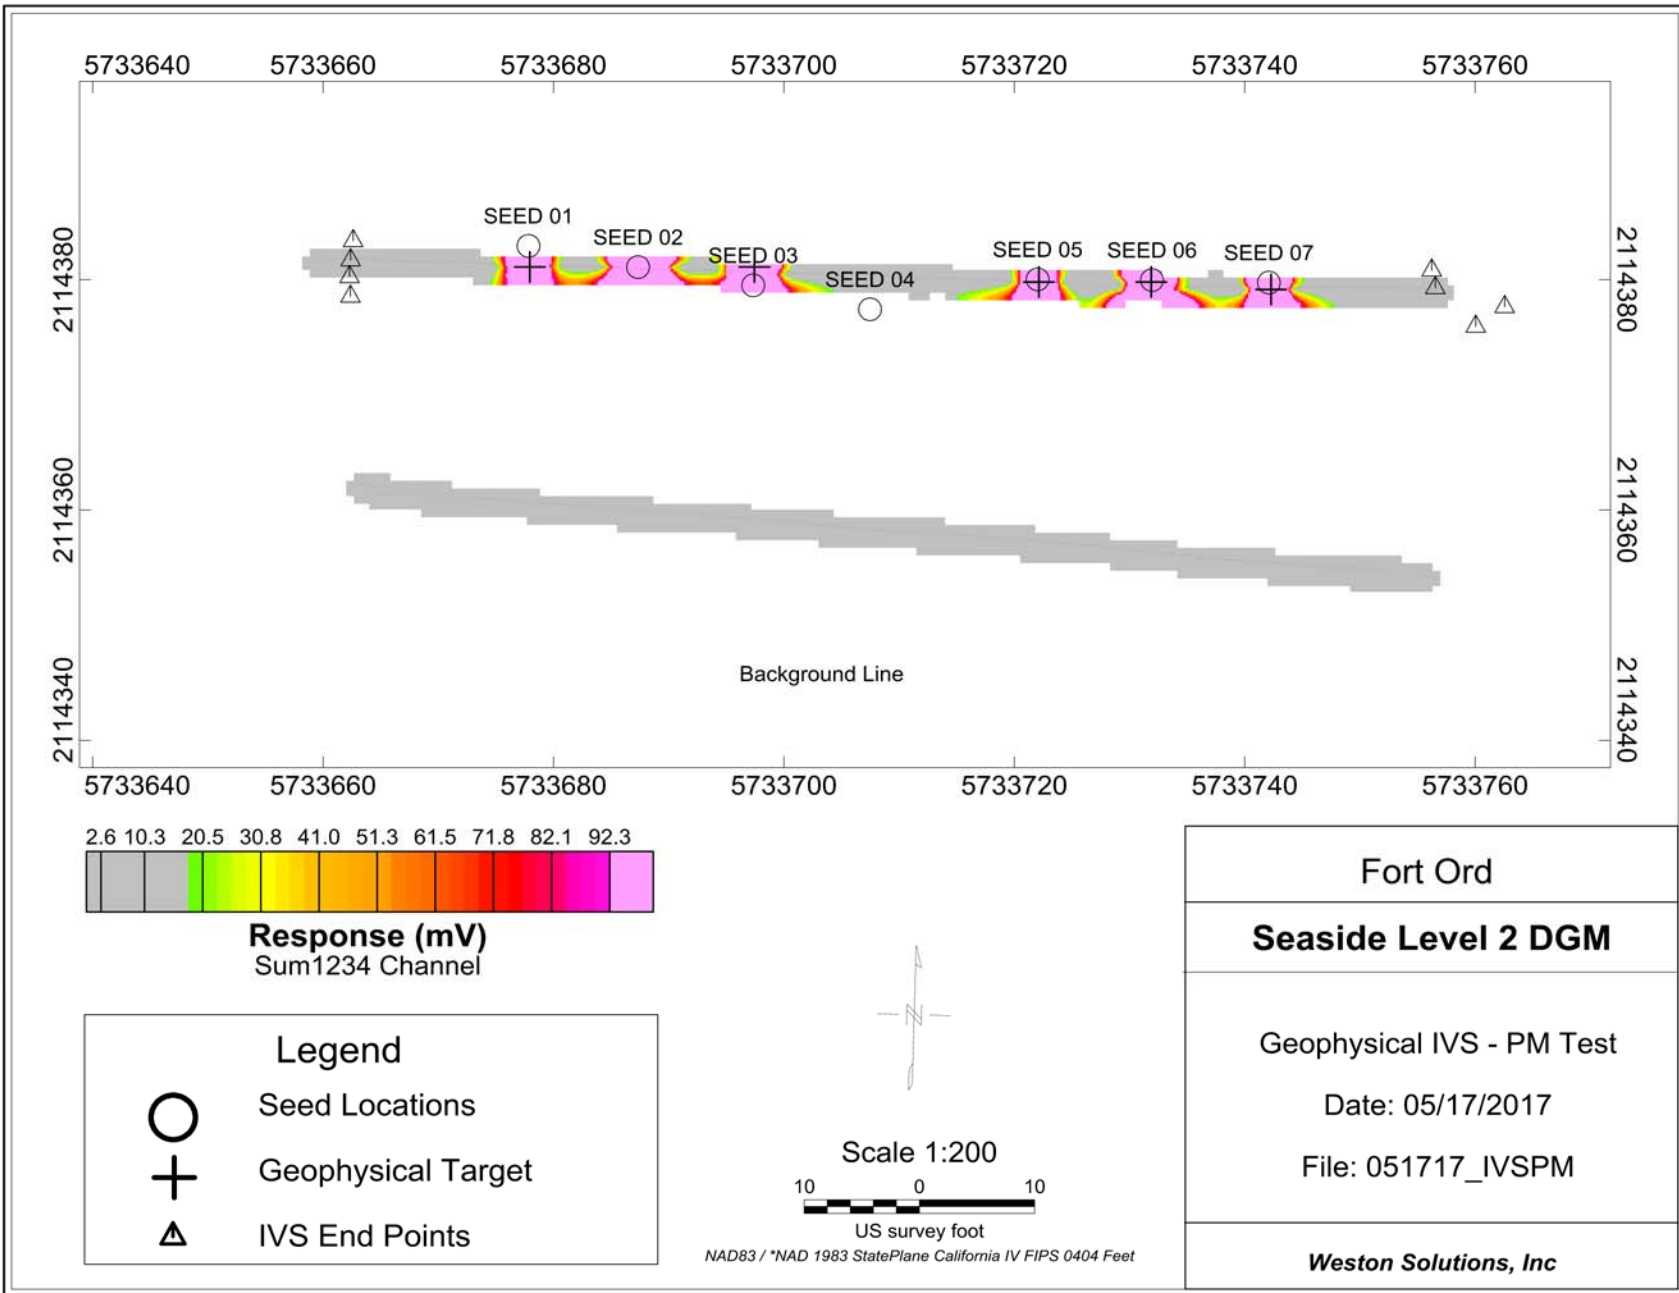 5733640 5733660 5733680 5733700 5733720 5733740 5733760
2114380 2114380
SEED 01
SEED 02
SEED 03
SEED 04
SEED 05
SEED 06
SEED 07
2114360 2114360
2114340 2114340
Background Line
5733640 5733660 5733680 5733700 5733720 5733740 5733760
2.6 10.3 20.5 30.8 41.0 51.3 61.5 71.8 82.1 92.3
Response (mV)
Sum1234 Channel
Legend
Seed Locations
Geophysical Target
IVS End Points
N
Scale 1:200
10 0 10
US survey foot
NAD83 / *NAD 1983 StatePlane California IV FIPS 0404 Feet
Fort Ord
Seaside Level 2 DGM
Geophysical IVS - PM Test
Date: 05/17/2017
File: 051717_IVSPM
Weston Solutions, Inc